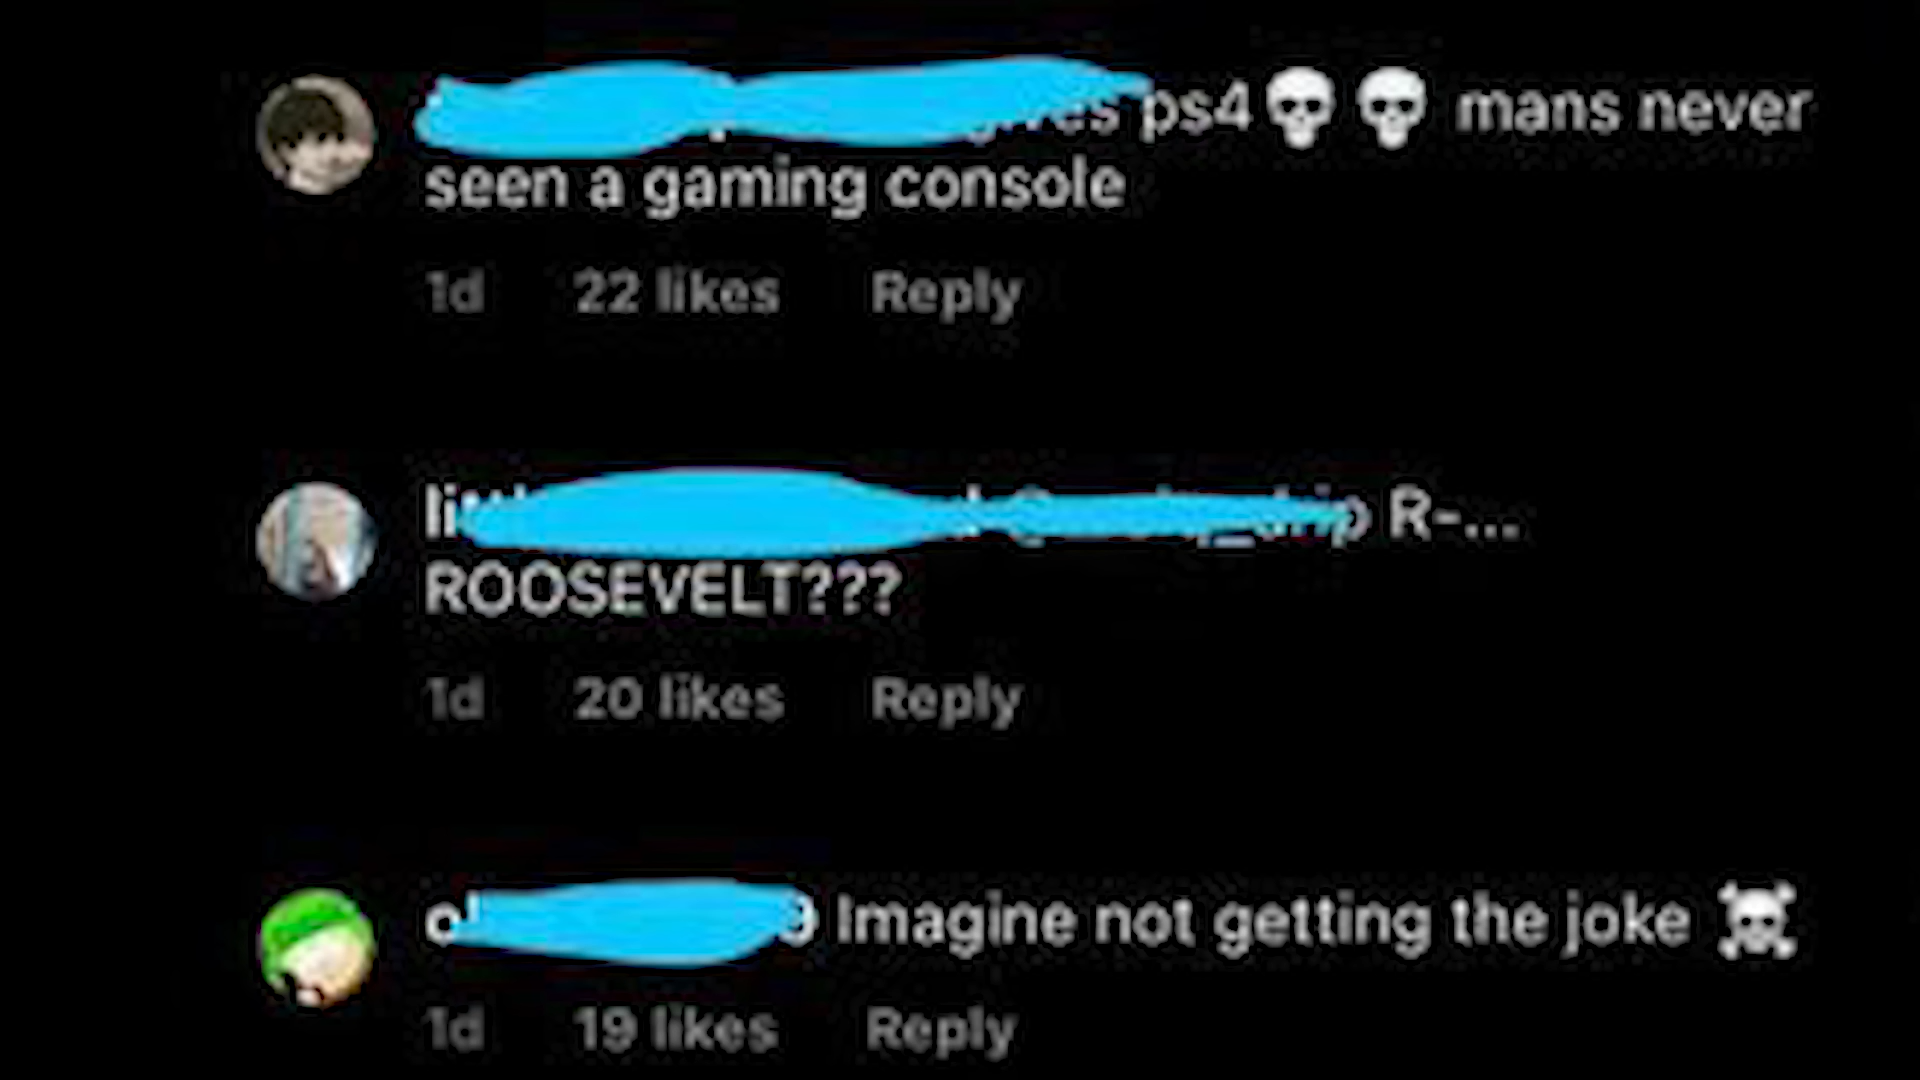 ps4💀💀 mans never
seen a gaming console
1d 22 likes Reply
R-...
ROOSEVELT???
1d 20 likes Reply
Imagine not getting the joke ☠️
1d 19 likes Reply